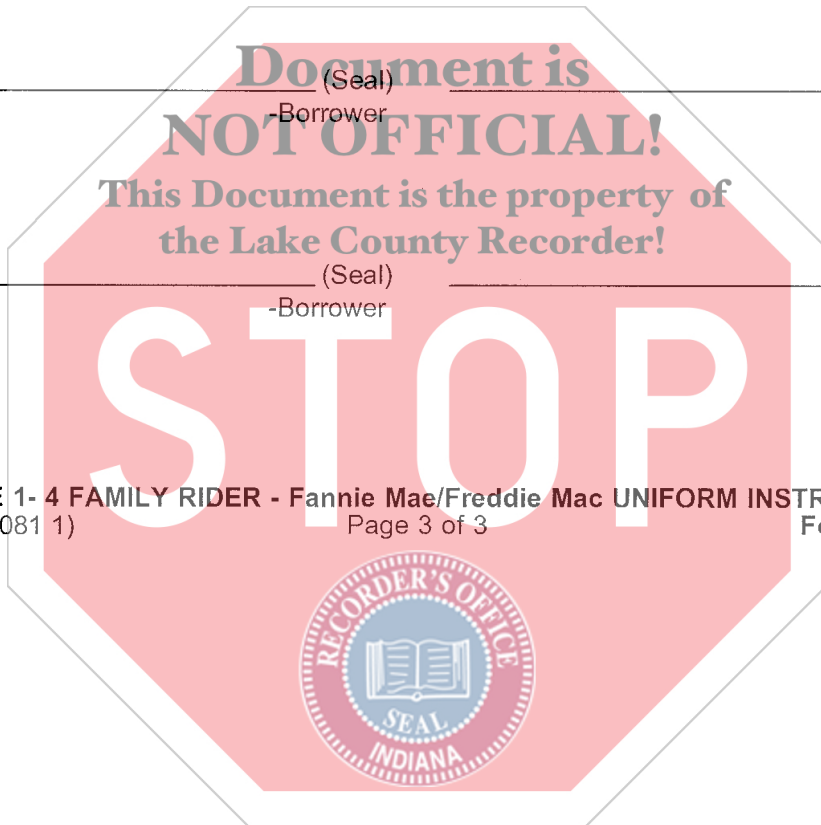 Document is
(Seal)
-Borrower
NOT OFFICIAL!
This Document is the property of
the Lake County Recorder!
(Seal)
-Borrower
STOP
1- 4 FAMILY RIDER - Fannie Mae/Freddie Mac UNIFORM INSTR
081 1) Page 3 of 3
RECORDER'S OFFICE
SEAL
INDIANA